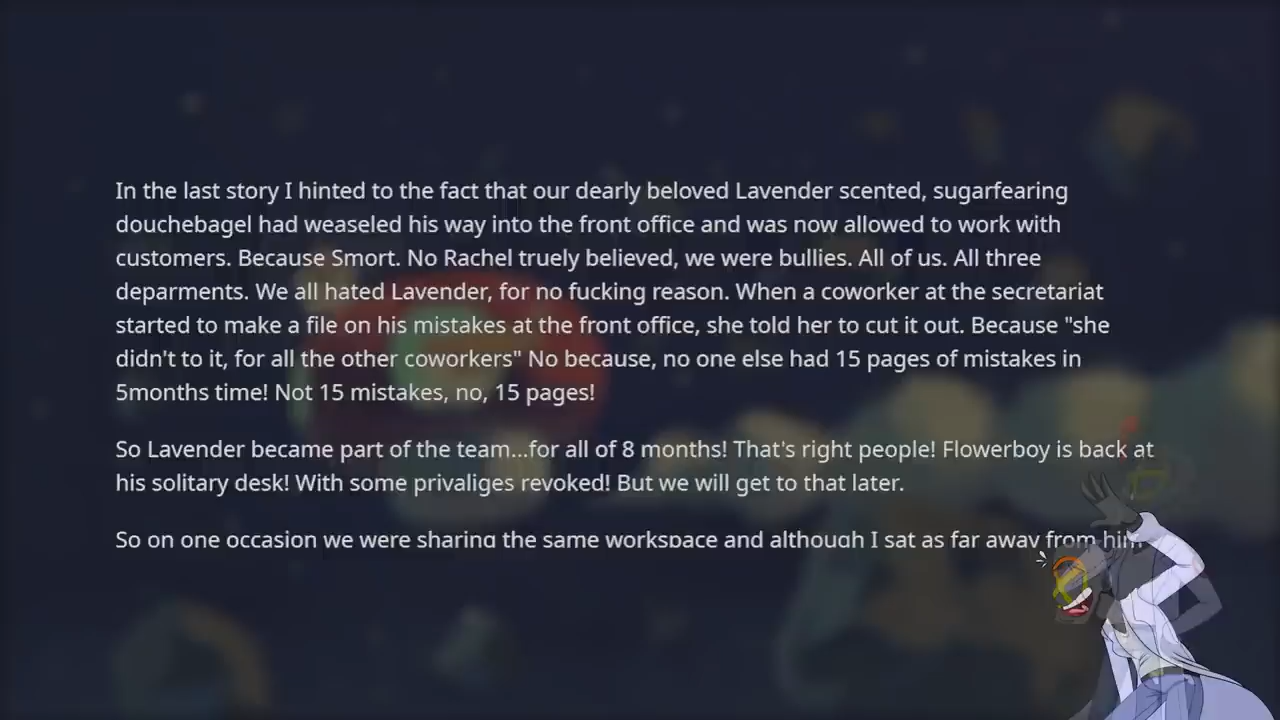 In the last story I hinted to the fact that our dearly beloved Lavender scented, sugarfearing
douchebagel had weaseled his way into the front office and was now allowed to work with
customers. Because Smort. No Rachel truely believed, we were bullies. All of us. All three
deparments. We all hated Lavender, for no fucking reason. When a coworker at the secretariat
started to make a file on his mistakes at the front office, she told her to cut it out. Because "she
didn't to it, for all the other coworkers" No because, no one else had 15 pages of mistakes in
5months time! Not 15 mistakes, no, 15 pages!
So Lavender became part of the team...for all of 8 months! That's right people! Flowerboy is back at
his solitary desk! With some privaliges revoked! But we will get to that later.
So on one occasion we were sharing the same workspace and although I sat as far away from him